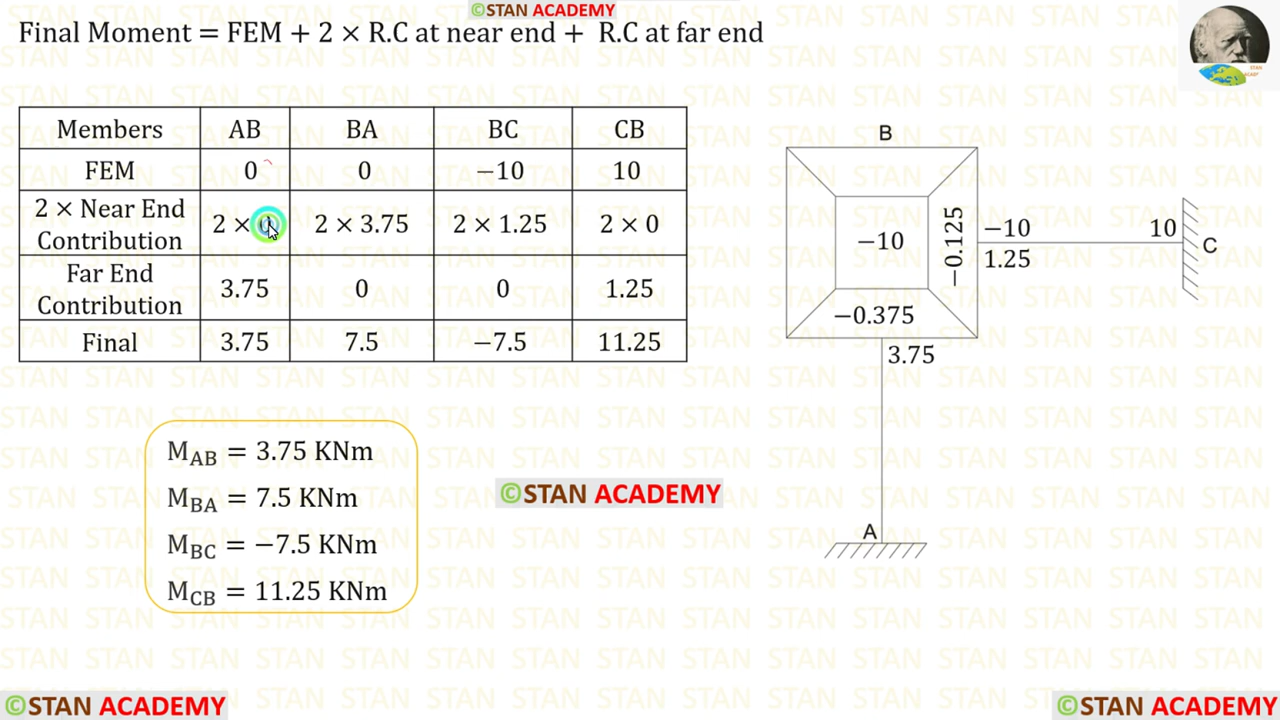 ©STAN ACADEMY
Final Moment = FEM + 2 × R.C at near end + R.C at far end
STAN
ACAD'
Members AB BA BC CB
FEM 0 0 −10 10
2 × Near End
Contribution
2 × 0 2 × 3.75 2 × 1.25 2 × 0
Far End
Contribution
3.75 0 0 1.25
Final 3.75 7.5 −7.5 11.25
B
−10
−0.125
−0.375
3.75
−10
1.25
10
C
A
M_AB = 3.75 KNm
M_BA = 7.5 KNm
M_BC = −7.5 KNm
M_CB = 11.25 KNm
©STAN ACADEMY
©STAN ACADEMY
©STAN ACADEMY